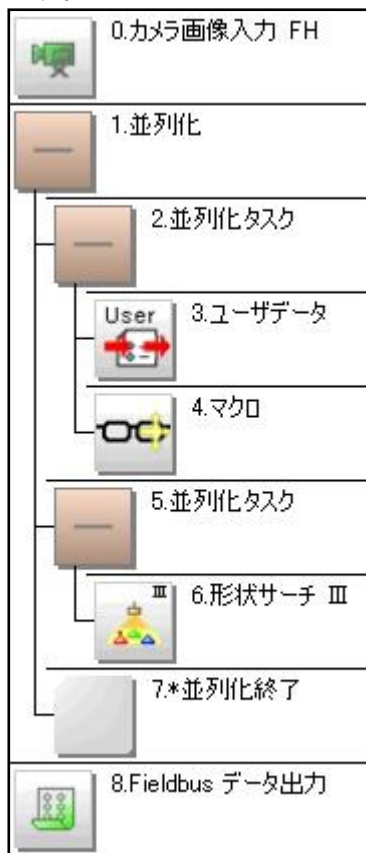 0.カメラ画像入力 FH
1.並列化
2.並列化タスク
User
3.ユーザデータ
4.マクロ
5.並列化タスク
III
6.形状サーチ Ⅲ
7.*並列化終了
8.Fieldbus データ出力